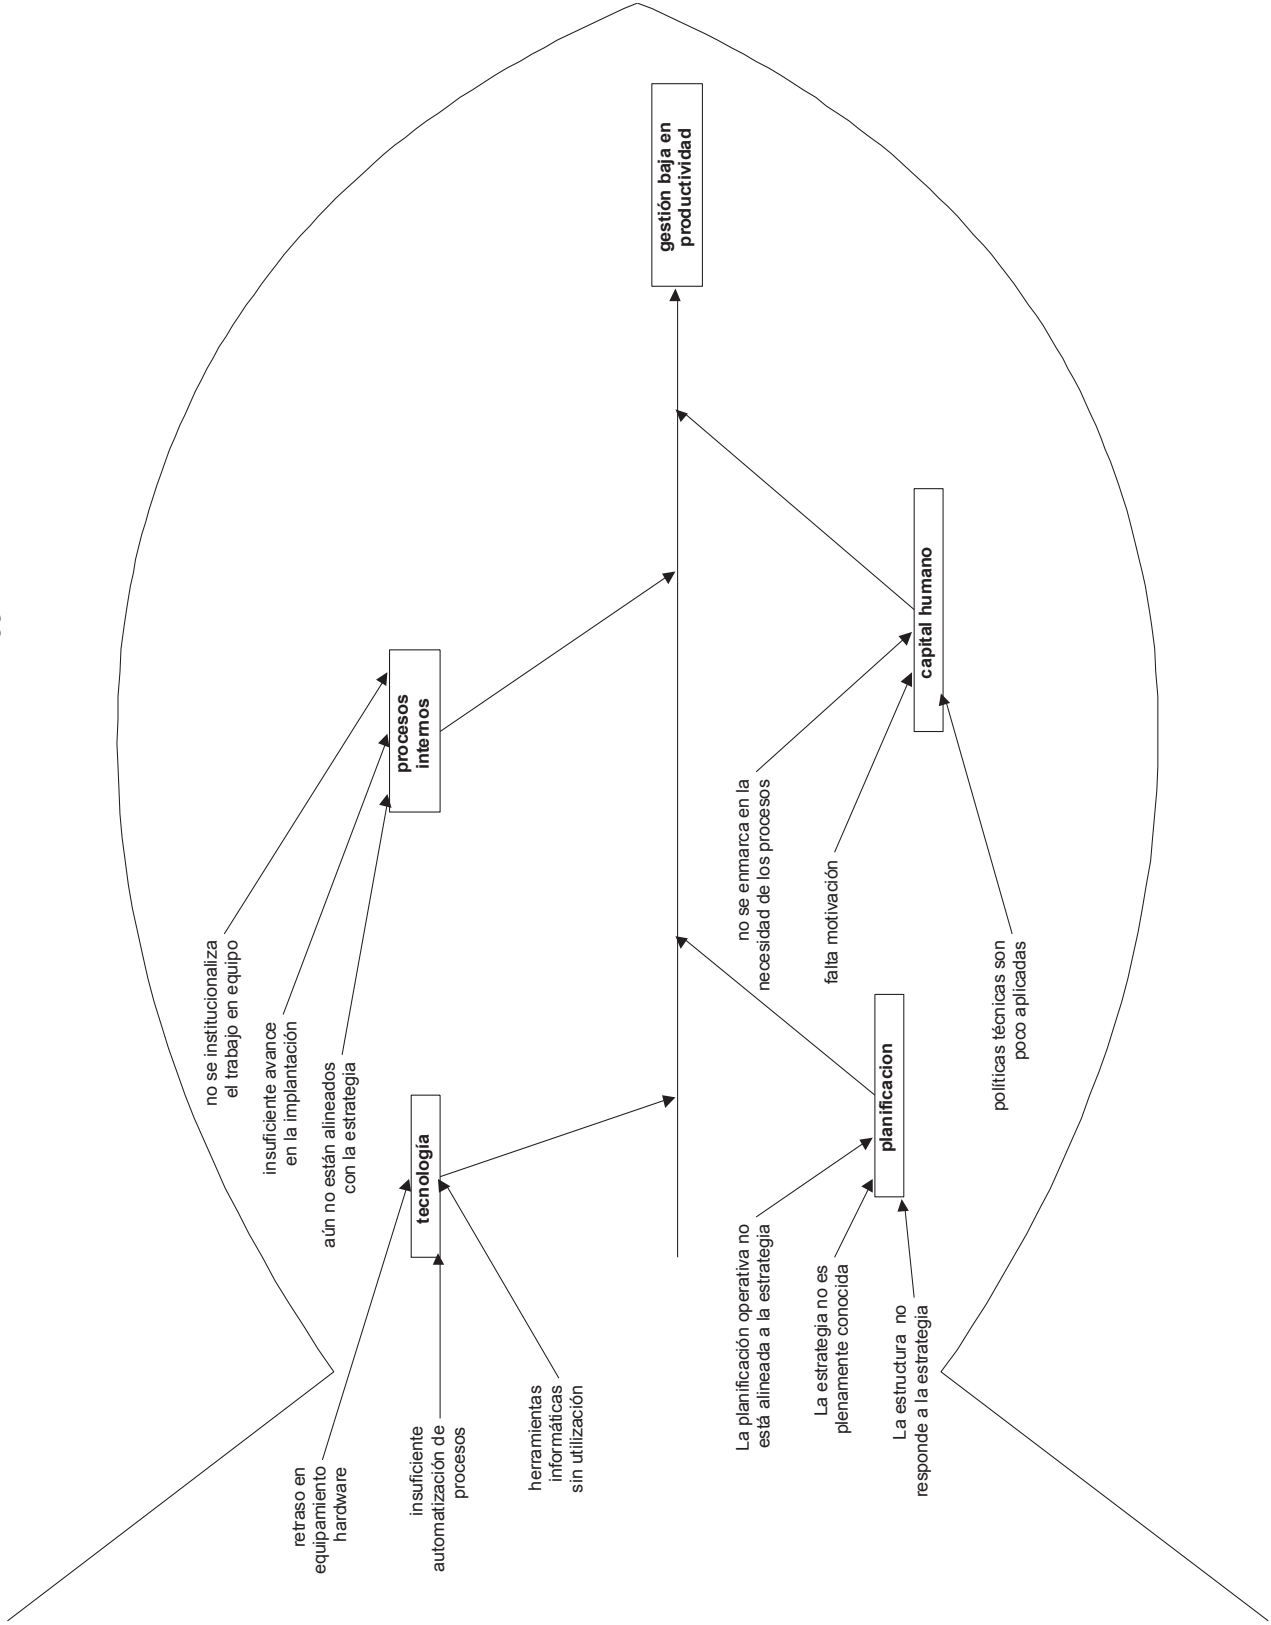 gestión baja en
productividad
procesos
internos
no se institucionaliza
el trabajo en equipo
insuficiente avance
en la implantación
aún no están alineados
con la estrategia
tecnología
retraso en
equipamiento
hardware
insuficiente
automatización de
procesos
herramientas
informáticas
sin utilización
capital humano
no se enmarca en la
necesidad de los procesos
falta motivación
políticas técnicas son
poco aplicadas
planificacion
La planificación operativa no
está alineada a la estrategia
La estrategia no es
plenamente conocida
La estructura no
responde a la estrategia